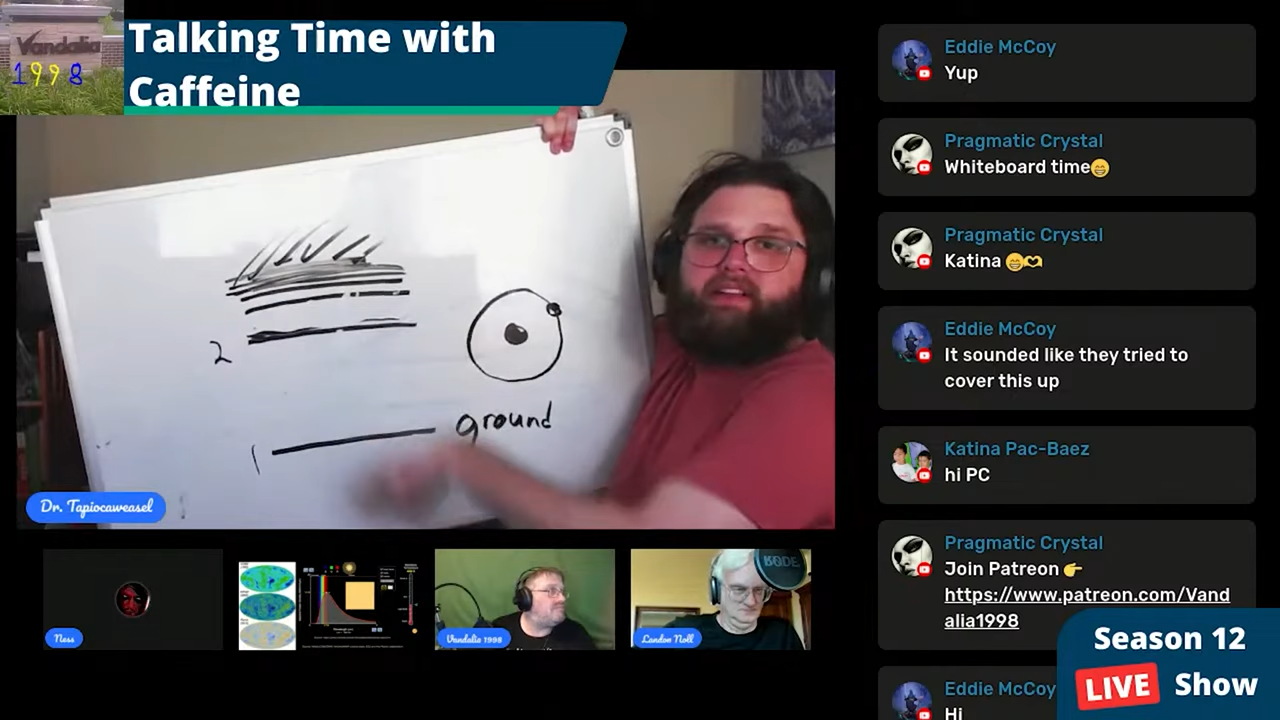 Vandalia
1998
Talking Time with
Caffeine
2
1
ground
Dr. Tapiocaweasel
Ness
Vandalia 1998
RODE
Landon Noll
Eddie McCoy
Yup
Pragmatic Crystal
Whiteboard time😁
Pragmatic Crystal
Katina 😁🫶
Eddie McCoy
It sounded like they tried to
cover this up
Katina Pac-Baez
hi PC
Pragmatic Crystal
Join Patreon 👉
https://www.patreon.com/Vand
alia1998
Eddie McCoy
Hi
Season 12
LIVE Show